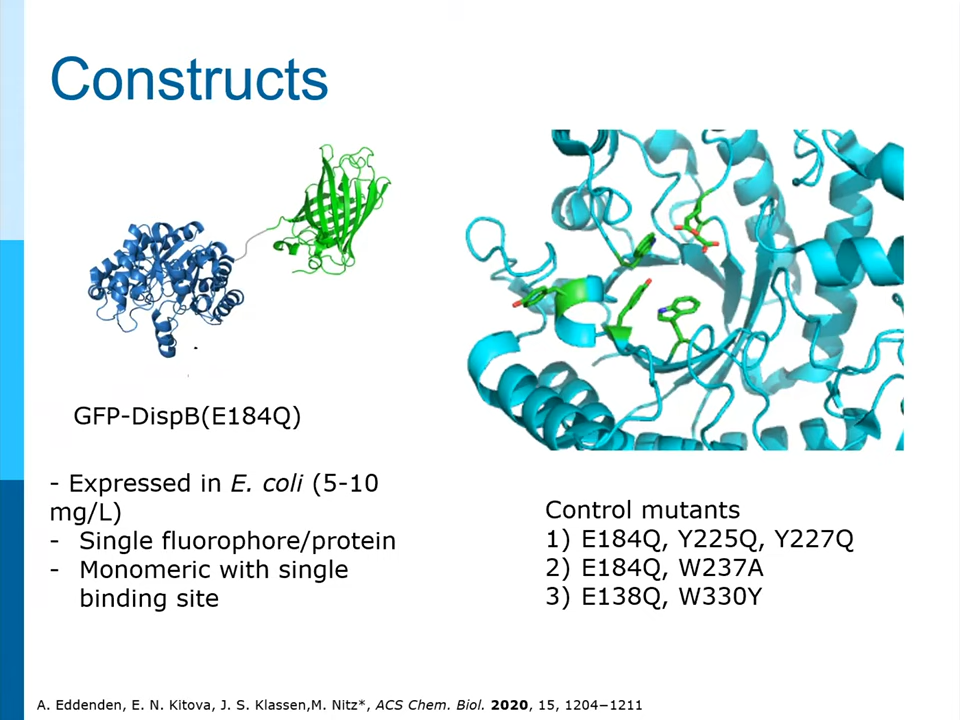 Constructs
GFP-DispB(E184Q)
- Expressed in E. coli (5-10
mg/L)
- Single fluorophore/protein
- Monomeric with single
binding site
Control mutants
1) E184Q, Y225Q, Y227Q
2) E184Q, W237A
3) E138Q, W330Y
A. Eddenden, E. N. Kitova, J. S. Klassen,M. Nitz*, ACS Chem. Biol. 2020, 15, 1204−1211